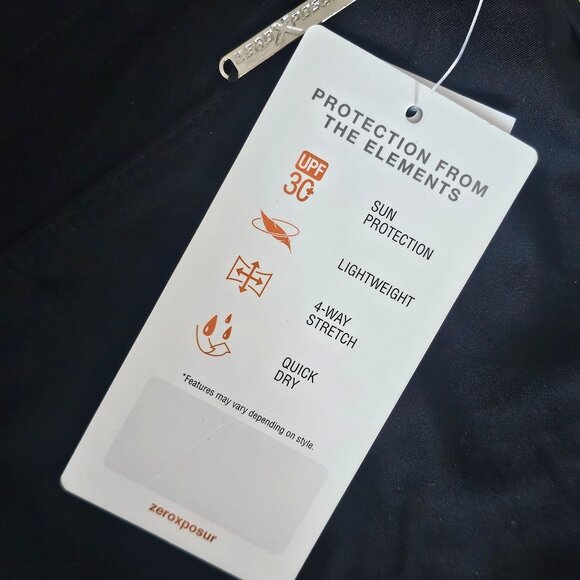 ZEROXPOSUR
PROTECTION FROM
THE ELEMENTS
UPF
30+
SUN
PROTECTION
LIGHTWEIGHT
4-WAY
STRETCH
QUICK
DRY
*Features may vary depending on style.
zeroxposur